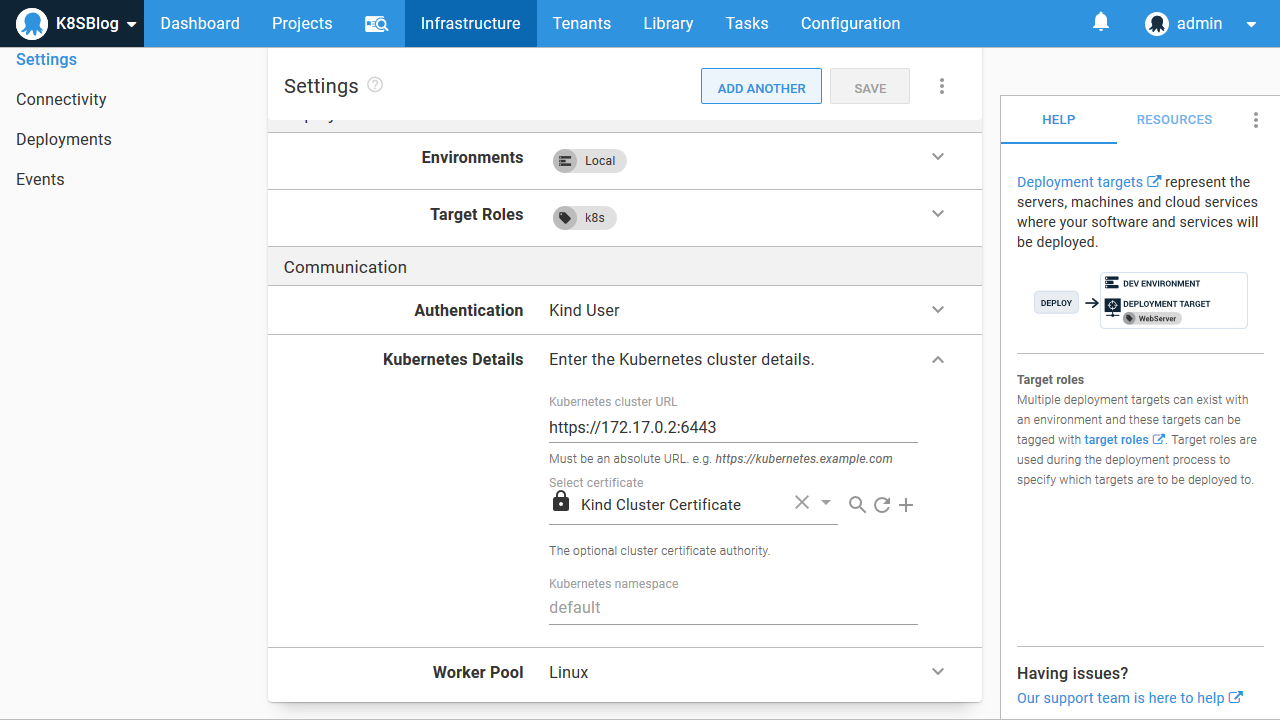 K8SBlog
Dashboard
Projects
Infrastructure
Tenants
Library
Tasks
Configuration
admin
Settings
Connectivity
Deployments
Events
Settings
ADD ANOTHER
SAVE
Environments
Local
Target Roles
k8s
Communication
Authentication
Kind User
Kubernetes Details
Enter the Kubernetes cluster details.
Kubernetes cluster URL
https://172.17.0.2:6443
Must be an absolute URL. e.g. https://kubernetes.example.com
Select certificate
Kind Cluster Certificate
The optional cluster certificate authority.
Kubernetes namespace
default
Worker Pool
Linux
HELP
RESOURCES
Deployment targets represent the
servers, machines and cloud services
where your software and services will
be deployed.
DEPLOY
DEV ENVIRONMENT
DEPLOYMENT TARGET
WebServer
Target roles
Multiple deployment targets can exist with
an environment and these targets can be
tagged with target roles. Target roles are
used during the deployment process to
specify which targets are to be deployed to.
Having issues?
Our support team is here to help